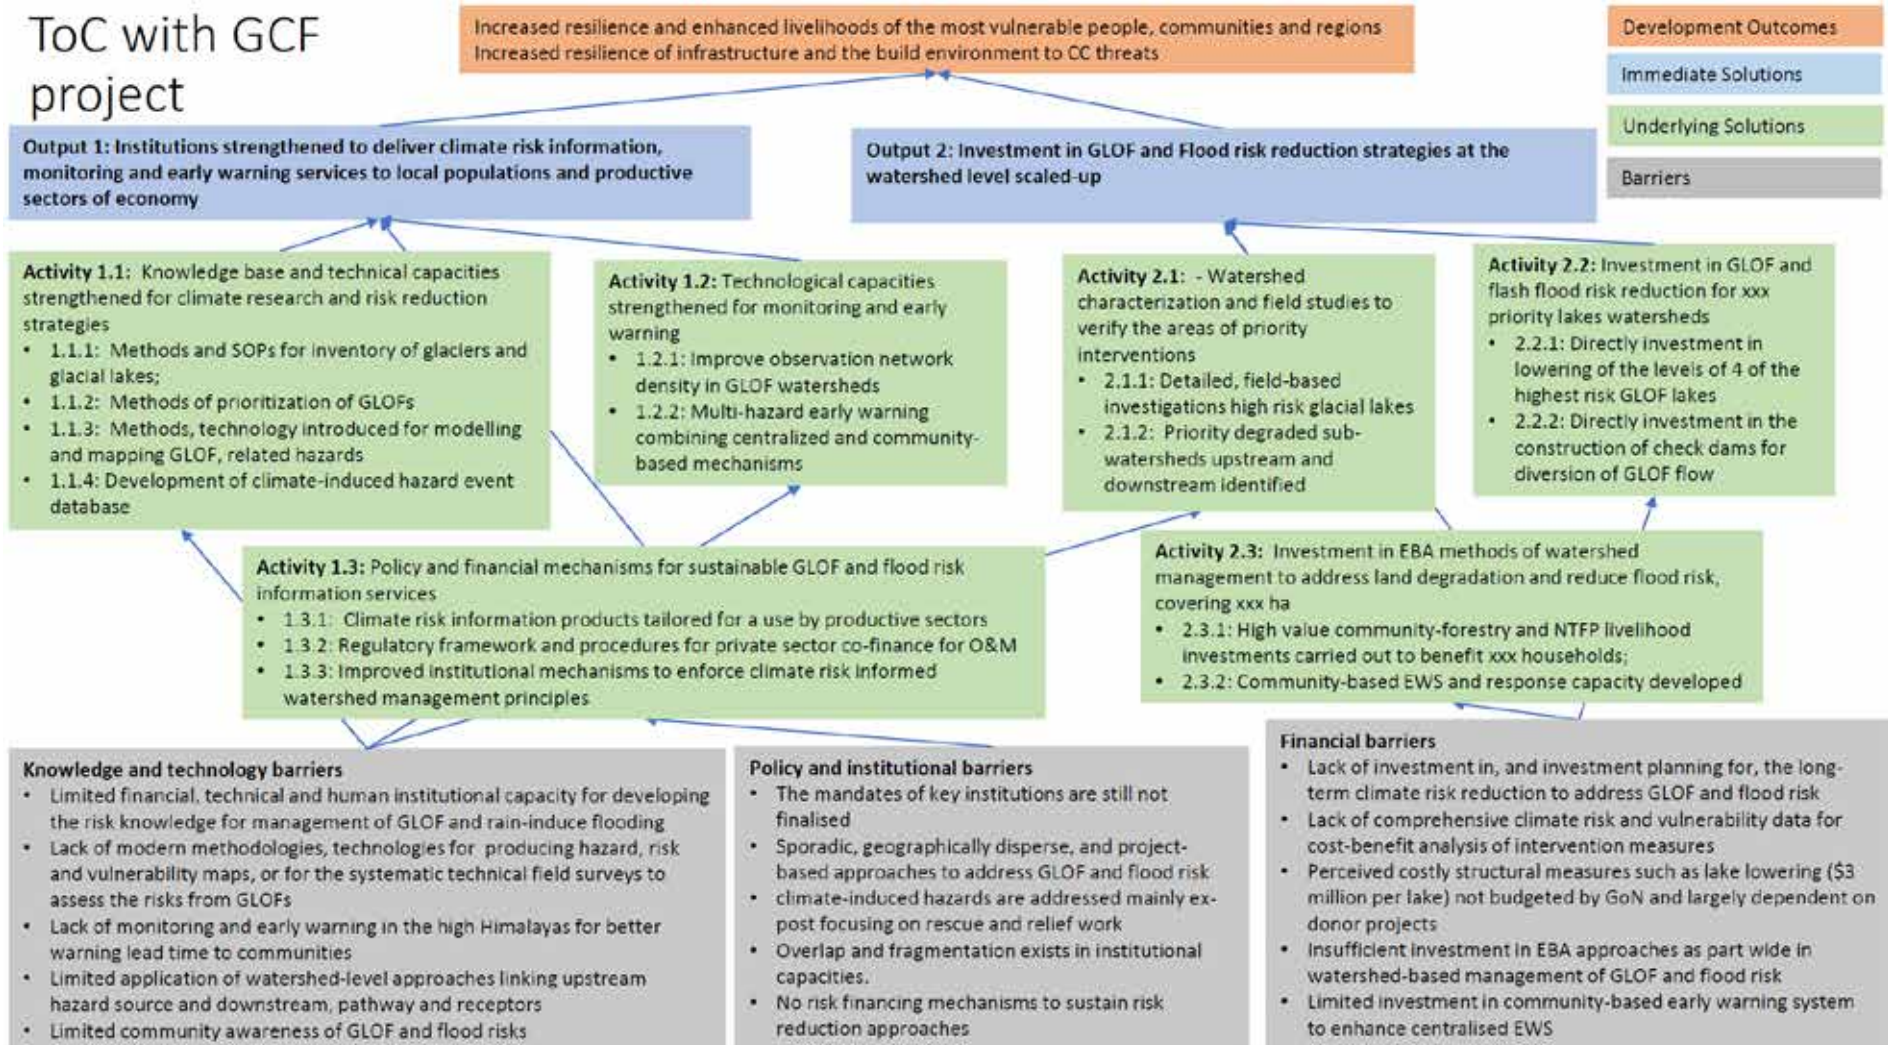 ToC with GCF
project
Increased resilience and enhanced livelihoods of the most vulnerable people, communities and regions
Increased resilience of infrastructure and the build environment to CC threats
Development Outcomes
Immediate Solutions
Underlying Solutions
Barriers
Output 1: Institutions strengthened to deliver climate risk information,
monitoring and early warning services to local populations and productive
sectors of economy
Output 2: Investment in GLOF and Flood risk reduction strategies at the
watershed level scaled-up
Activity 1.1: Knowledge base and technical capacities
strengthened for climate research and risk reduction
strategies
• 1.1.1: Methods and SOPs for inventory of glaciers and
glacial lakes;
• 1.1.2: Methods of prioritization of GLOFs
• 1.1.3: Methods, technology introduced for modelling
and mapping GLOF, related hazards
• 1.1.4: Development of climate-induced hazard event
database
Activity 1.2: Technological capacities
strengthened for monitoring and early
warning
• 1.2.1: Improve observation network
density in GLOF watersheds
• 1.2.2: Multi-hazard early warning
combining centralized and community-
based mechanisms
Activity 2.1: - Watershed
characterization and field studies to
verify the areas of priority
interventions
• 2.1.1: Detailed, field-based
investigations high risk glacial lakes
• 2.1.2: Priority degraded sub-
watersheds upstream and
downstream identified
Activity 2.2: Investment in GLOF and
flash flood risk reduction for xxx
priority lakes watersheds
• 2.2.1: Directly investment in
lowering of the levels of 4 of the
highest risk GLOF lakes
• 2.2.2: Directly investment in the
construction of check dams for
diversion of GLOF flow
Activity 1.3: Policy and financial mechanisms for sustainable GLOF and flood risk
information services
• 1.3.1: Climate risk information products tailored for a use by productive sectors
• 1.3.2: Regulatory framework and procedures for private sector co-finance for O&M
• 1.3.3: Improved institutional mechanisms to enforce climate risk informed
watershed management principles
Activity 2.3: Investment in EBA methods of watershed
management to address land degradation and reduce flood risk,
covering xxx ha
• 2.3.1: High value community-forestry and NTFP livelihood
investments carried out to benefit xxx households;
• 2.3.2: Community-based EWS and response capacity developed
Knowledge and technology barriers
• Limited financial, technical and human institutional capacity for developing
the risk knowledge for management of GLOF and rain-induce flooding
• Lack of modern methodologies, technologies for producing hazard, risk
and vulnerability maps, or for the systematic technical field surveys to
assess the risks from GLOFs
• Lack of monitoring and early warning in the high Himalayas for better
warning lead time to communities
• Limited application of watershed-level approaches linking upstream
hazard source and downstream, pathway and receptors
• Limited community awareness of GLOF and flood risks
Policy and institutional barriers
• The mandates of key institutions are still not
finalised
• Sporadic, geographically disperse, and project-
based approaches to address GLOF and flood risk
• climate-induced hazards are addressed mainly ex-
post focusing on rescue and relief work
• Overlap and fragmentation exists in institutional
capacities.
• No risk financing mechanisms to sustain risk
reduction approaches
Financial barriers
• Lack of investment in, and investment planning for, the long-
term climate risk reduction to address GLOF and flood risk
• Lack of comprehensive climate risk and vulnerability data for
cost-benefit analysis of intervention measures
• Perceived costly structural measures such as lake lowering ($3
million per lake) not budgeted by GoN and largely dependent on
donor projects
• Insufficient investment in EBA approaches as part wide in
watershed-based management of GLOF and flood risk
• Limited investment in community-based early warning system
to enhance centralised EWS